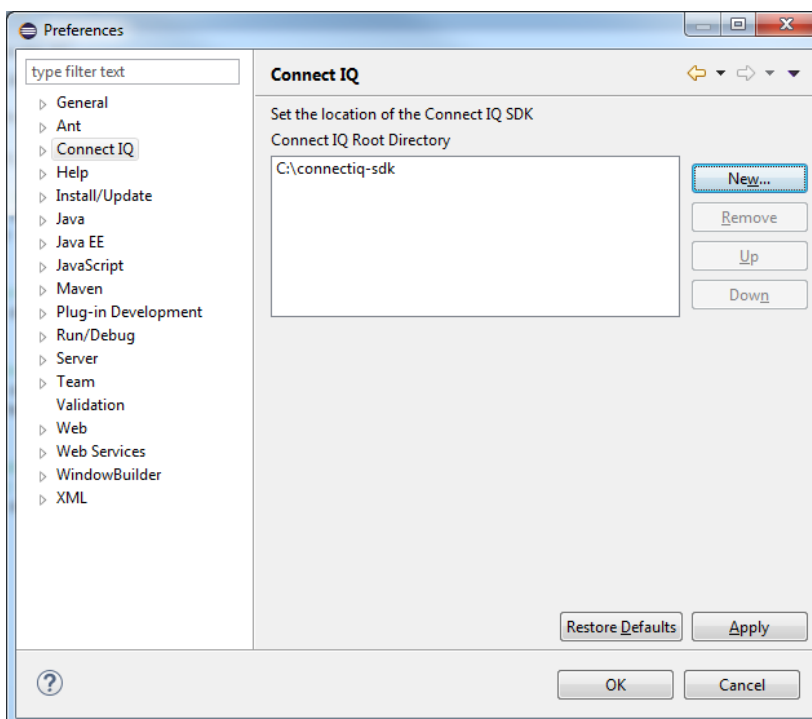 Preferences
type filter text
General
Ant
Connect IQ
Help
Install/Update
Java
Java EE
JavaScript
Maven
Plug-in Development
Run/Debug
Server
Team
Validation
Web
Web Services
WindowBuilder
XML
Connect IQ
Set the location of the Connect IQ SDK
Connect IQ Root Directory
C:\connectiq-sdk
New...
Remove
Up
Down
Restore Defaults
Apply
?
OK
Cancel